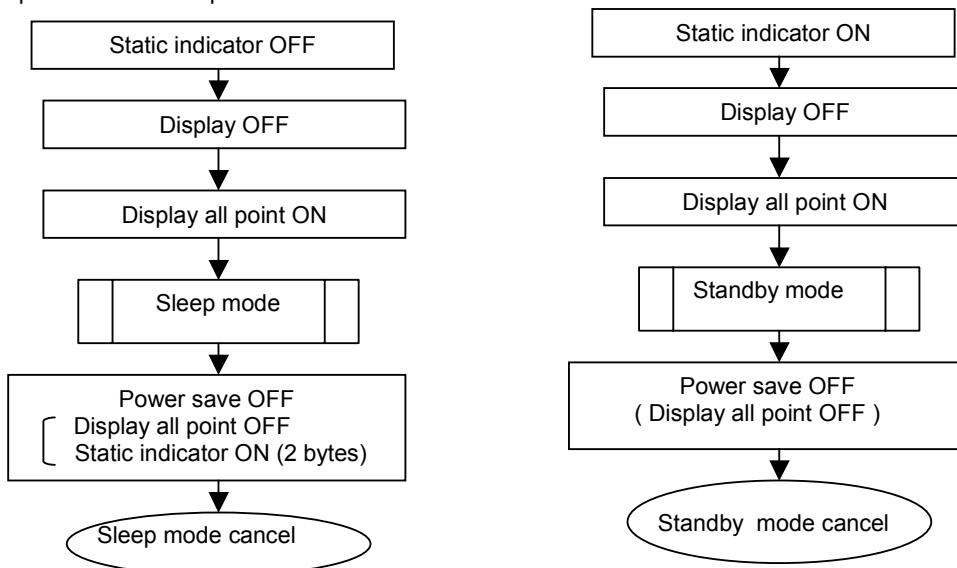 Static indicator OFF
Display OFF
Display all point ON
Sleep mode
Power save OFF
Display all point OFF
Static indicator ON (2 bytes)
Sleep mode cancel
Static indicator ON
Display OFF
Display all point ON
Standby mode
Power save OFF
( Display all point OFF )
Standby mode cancel